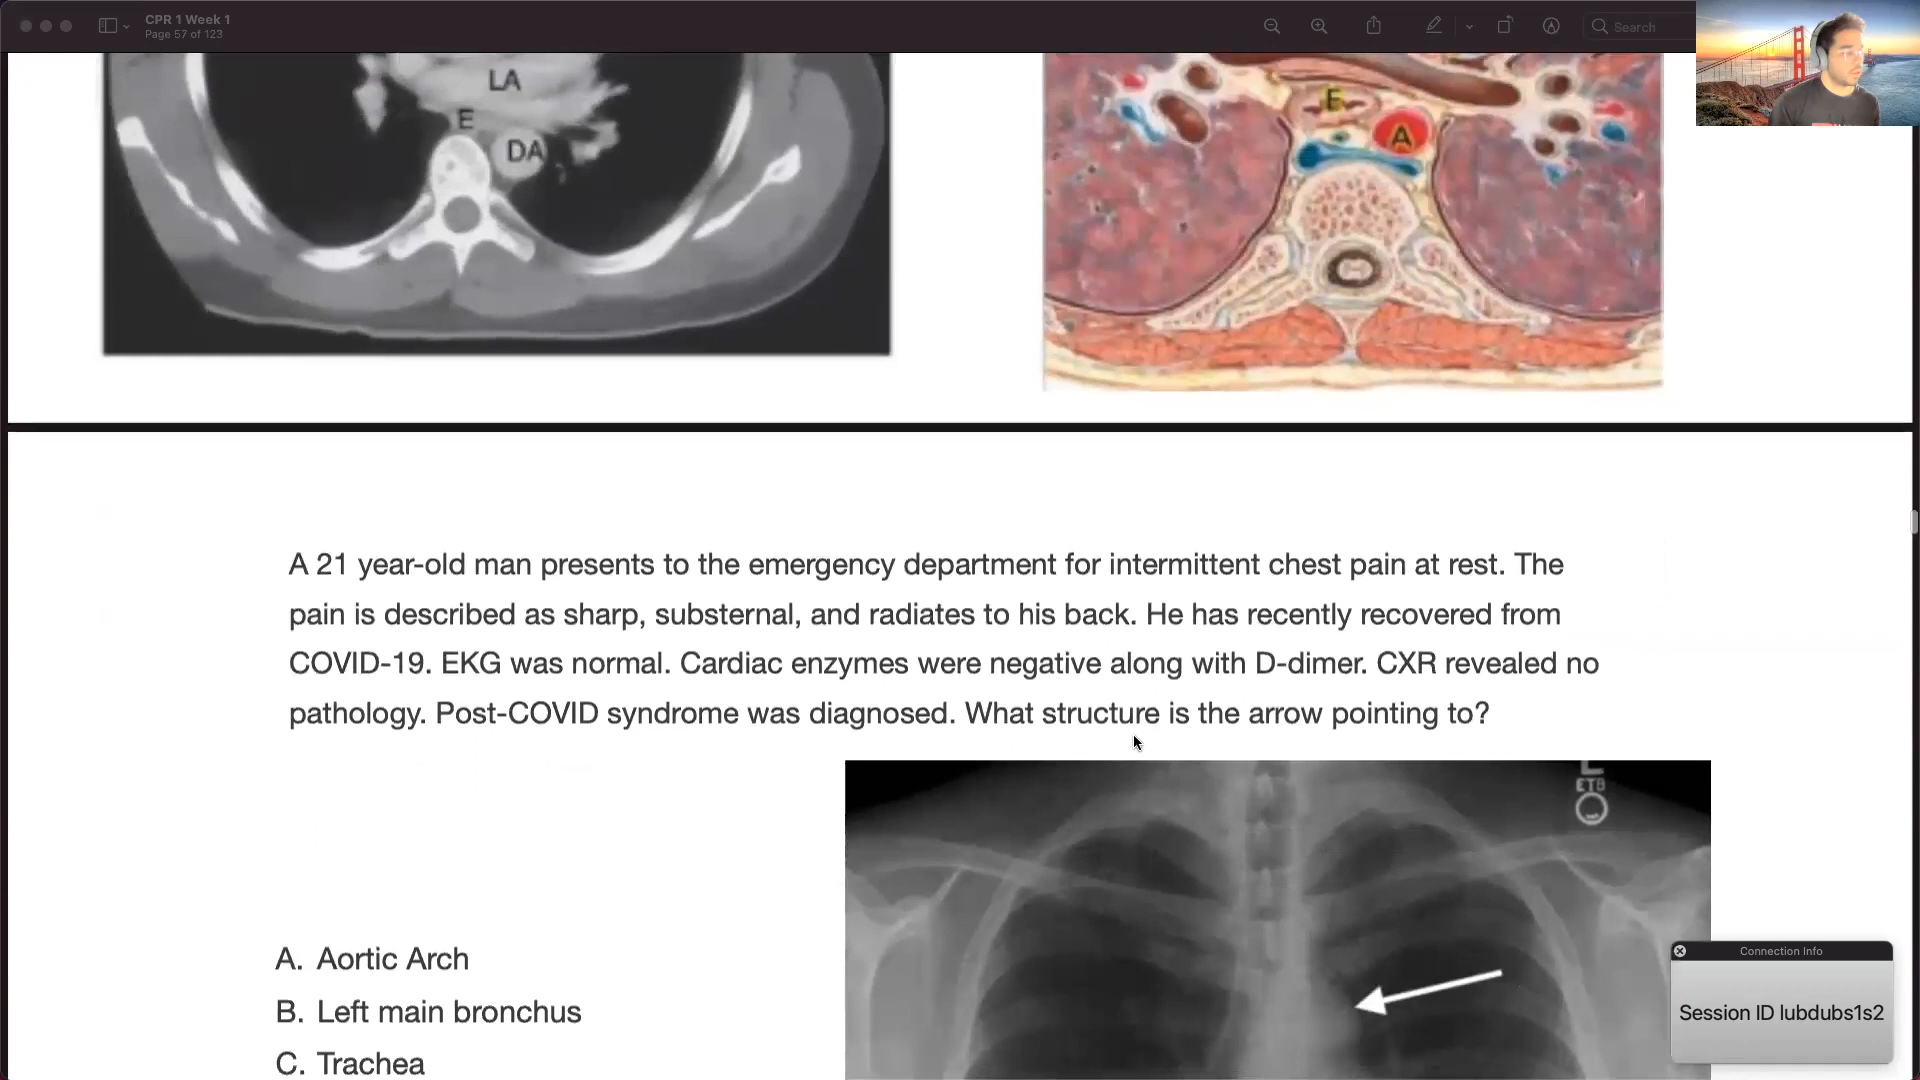 CPR 1 Week 1
Page 57 of 123
Search
LA
E
DA
E
A
A 21 year-old man presents to the emergency department for intermittent chest pain at rest. The
pain is described as sharp, substernal, and radiates to his back. He has recently recovered from
COVID-19. EKG was normal. Cardiac enzymes were negative along with D-dimer. CXR revealed no
pathology. Post-COVID syndrome was diagnosed. What structure is the arrow pointing to?
L
ETB
A. Aortic Arch
B. Left main bronchus
C. Trachea
Connection Info
Session ID lubdubs1s2